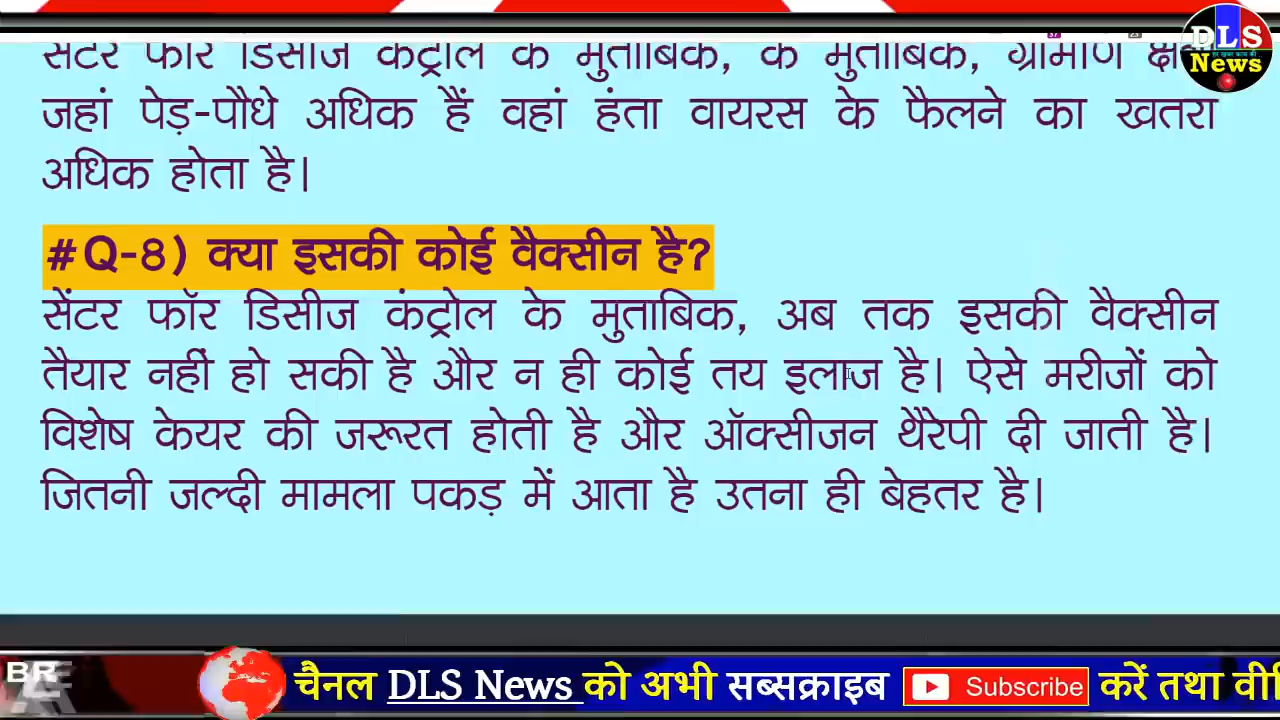 सेंटर फॉर डिसीज कंट्रोल के मुताबिक, के मुताबिक, ग्रामीण
जहां पेड़-पौधे अधिक हैं वहां हंता वायरस के फैलने का खतरा
अधिक होता है।
#Q-8) क्या इसकी कोई वैक्सीन है?
सेंटर फॉर डिसीज कंट्रोल के मुताबिक, अब तक इसकी वैक्सीन
तैयार नहीं हो सकी है और न ही कोई तय इलाज है। ऐसे मरीजों को
विशेष केयर की जरूरत होती है और ऑक्सीजन थैरेपी दी जाती है।
जितनी जल्दी मामला पकड़ में आता है उतना ही बेहतर है।
DLS
News
BR
चैनल DLS News को अभी सब्सक्राइब Subscribe करें तथा